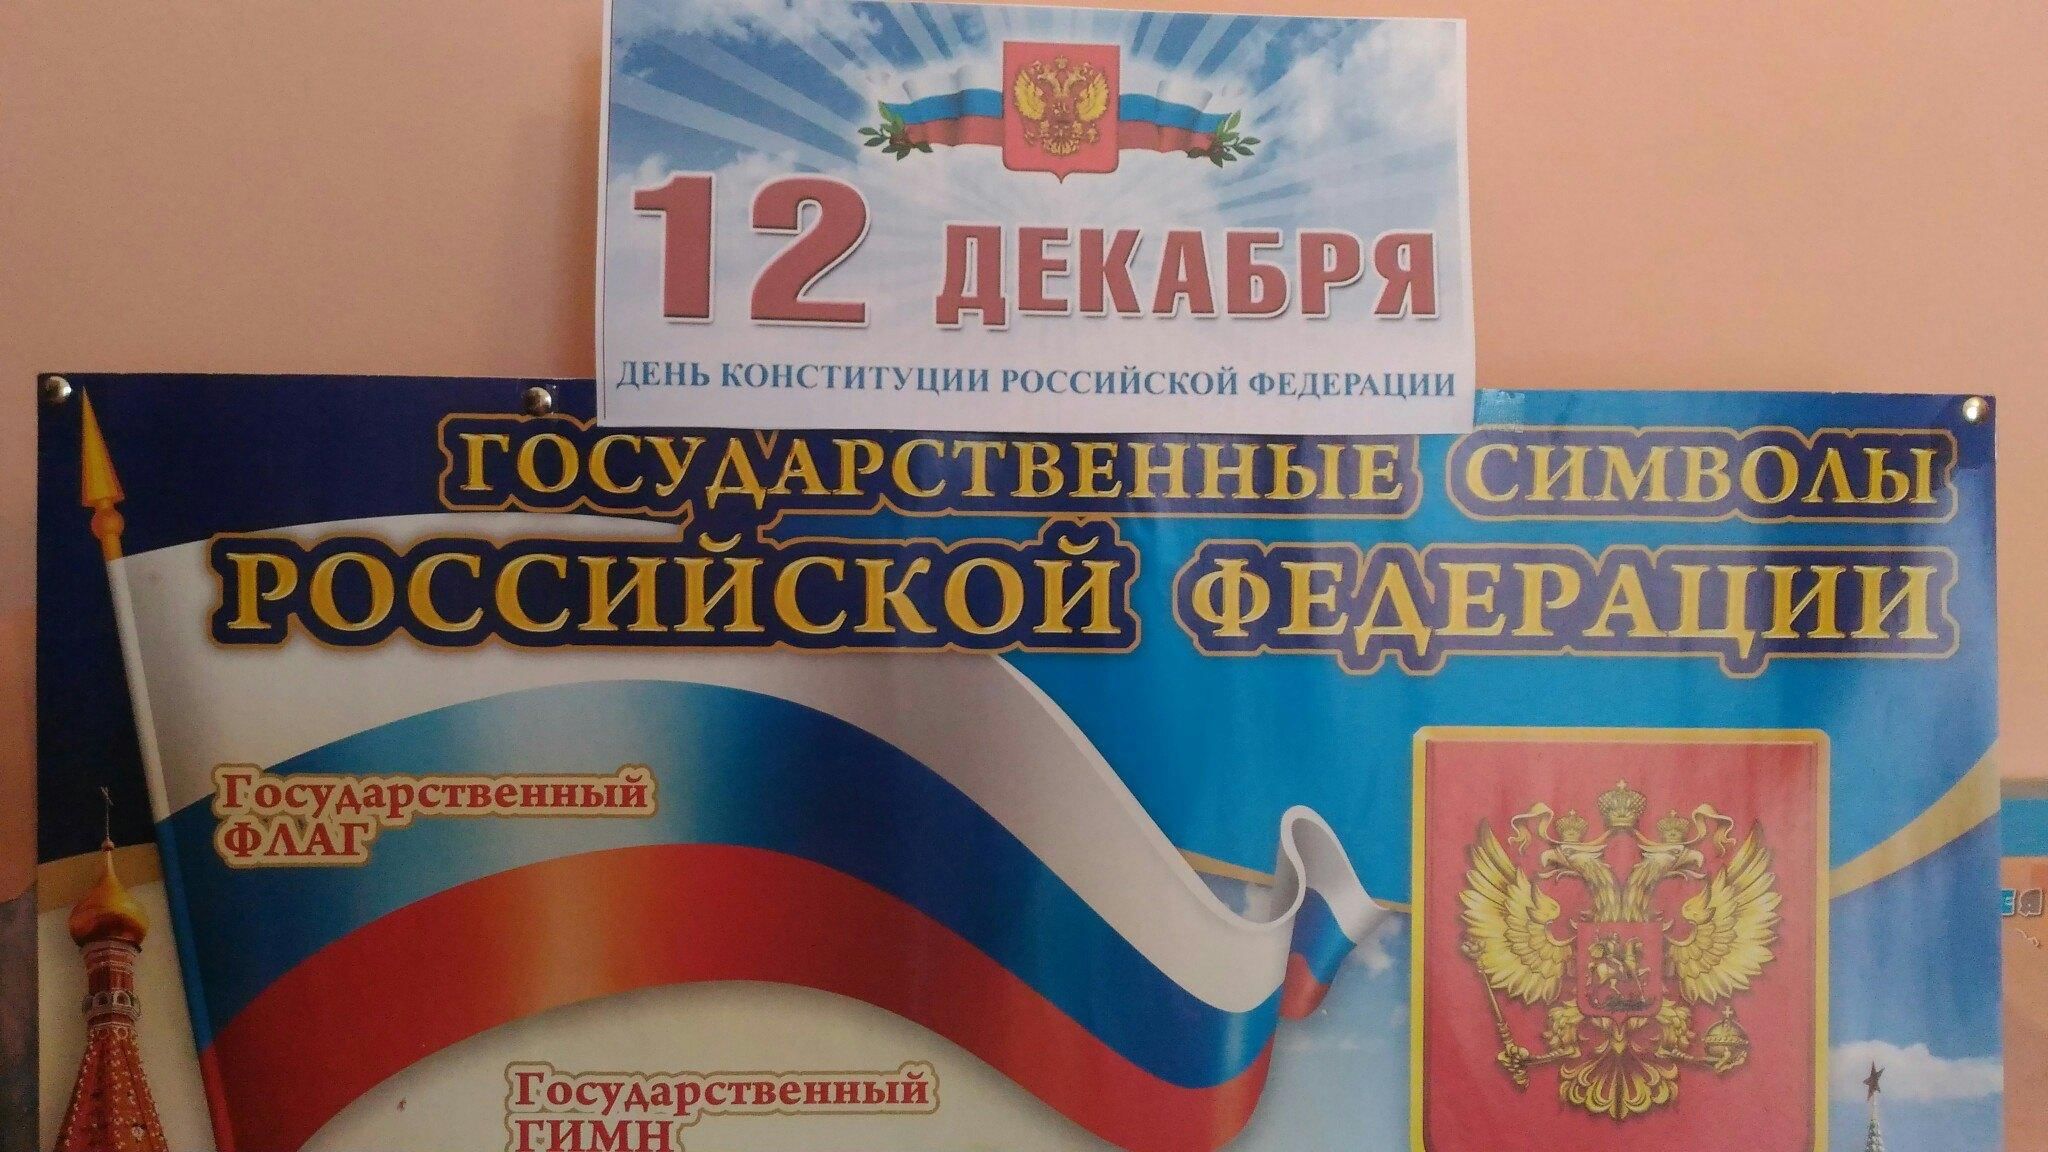 12 ДЕКАБРЯ
ДЕНЬ КОНСТИТУЦИИ РОССИЙСКОЙ ФЕДЕРАЦИИ
ГОСУДАРСТВЕННЫЕ СИМВОЛЫ
РОССИЙСКОЙ ФЕДЕРАЦИИ
Государственный
ФЛАГ
Государственный
ГИМН